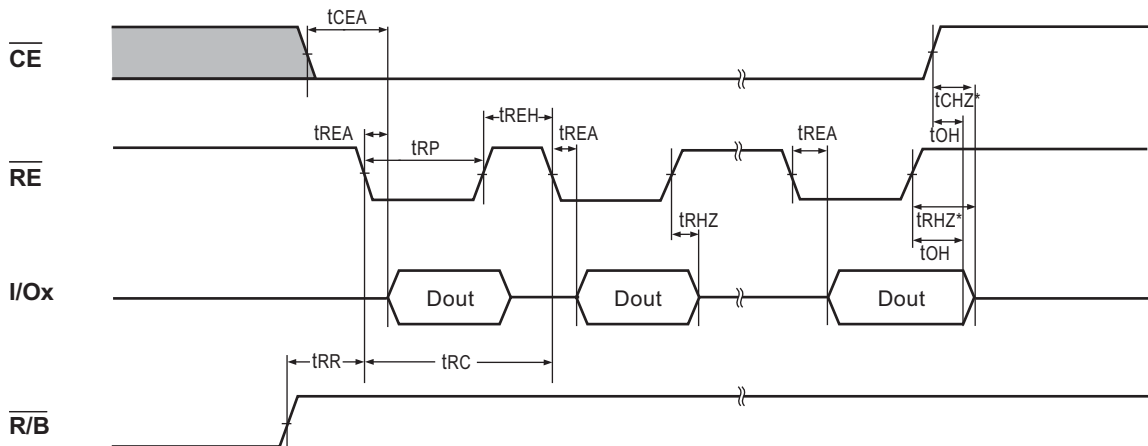 tCEA
CE
tCHZ*
tREH
tREA
tREA
tREA
tOH
tRP
RE
tRHZ
tRHZ*
tOH
I/Ox
Dout
Dout
Dout
tRR
tRC
R/B